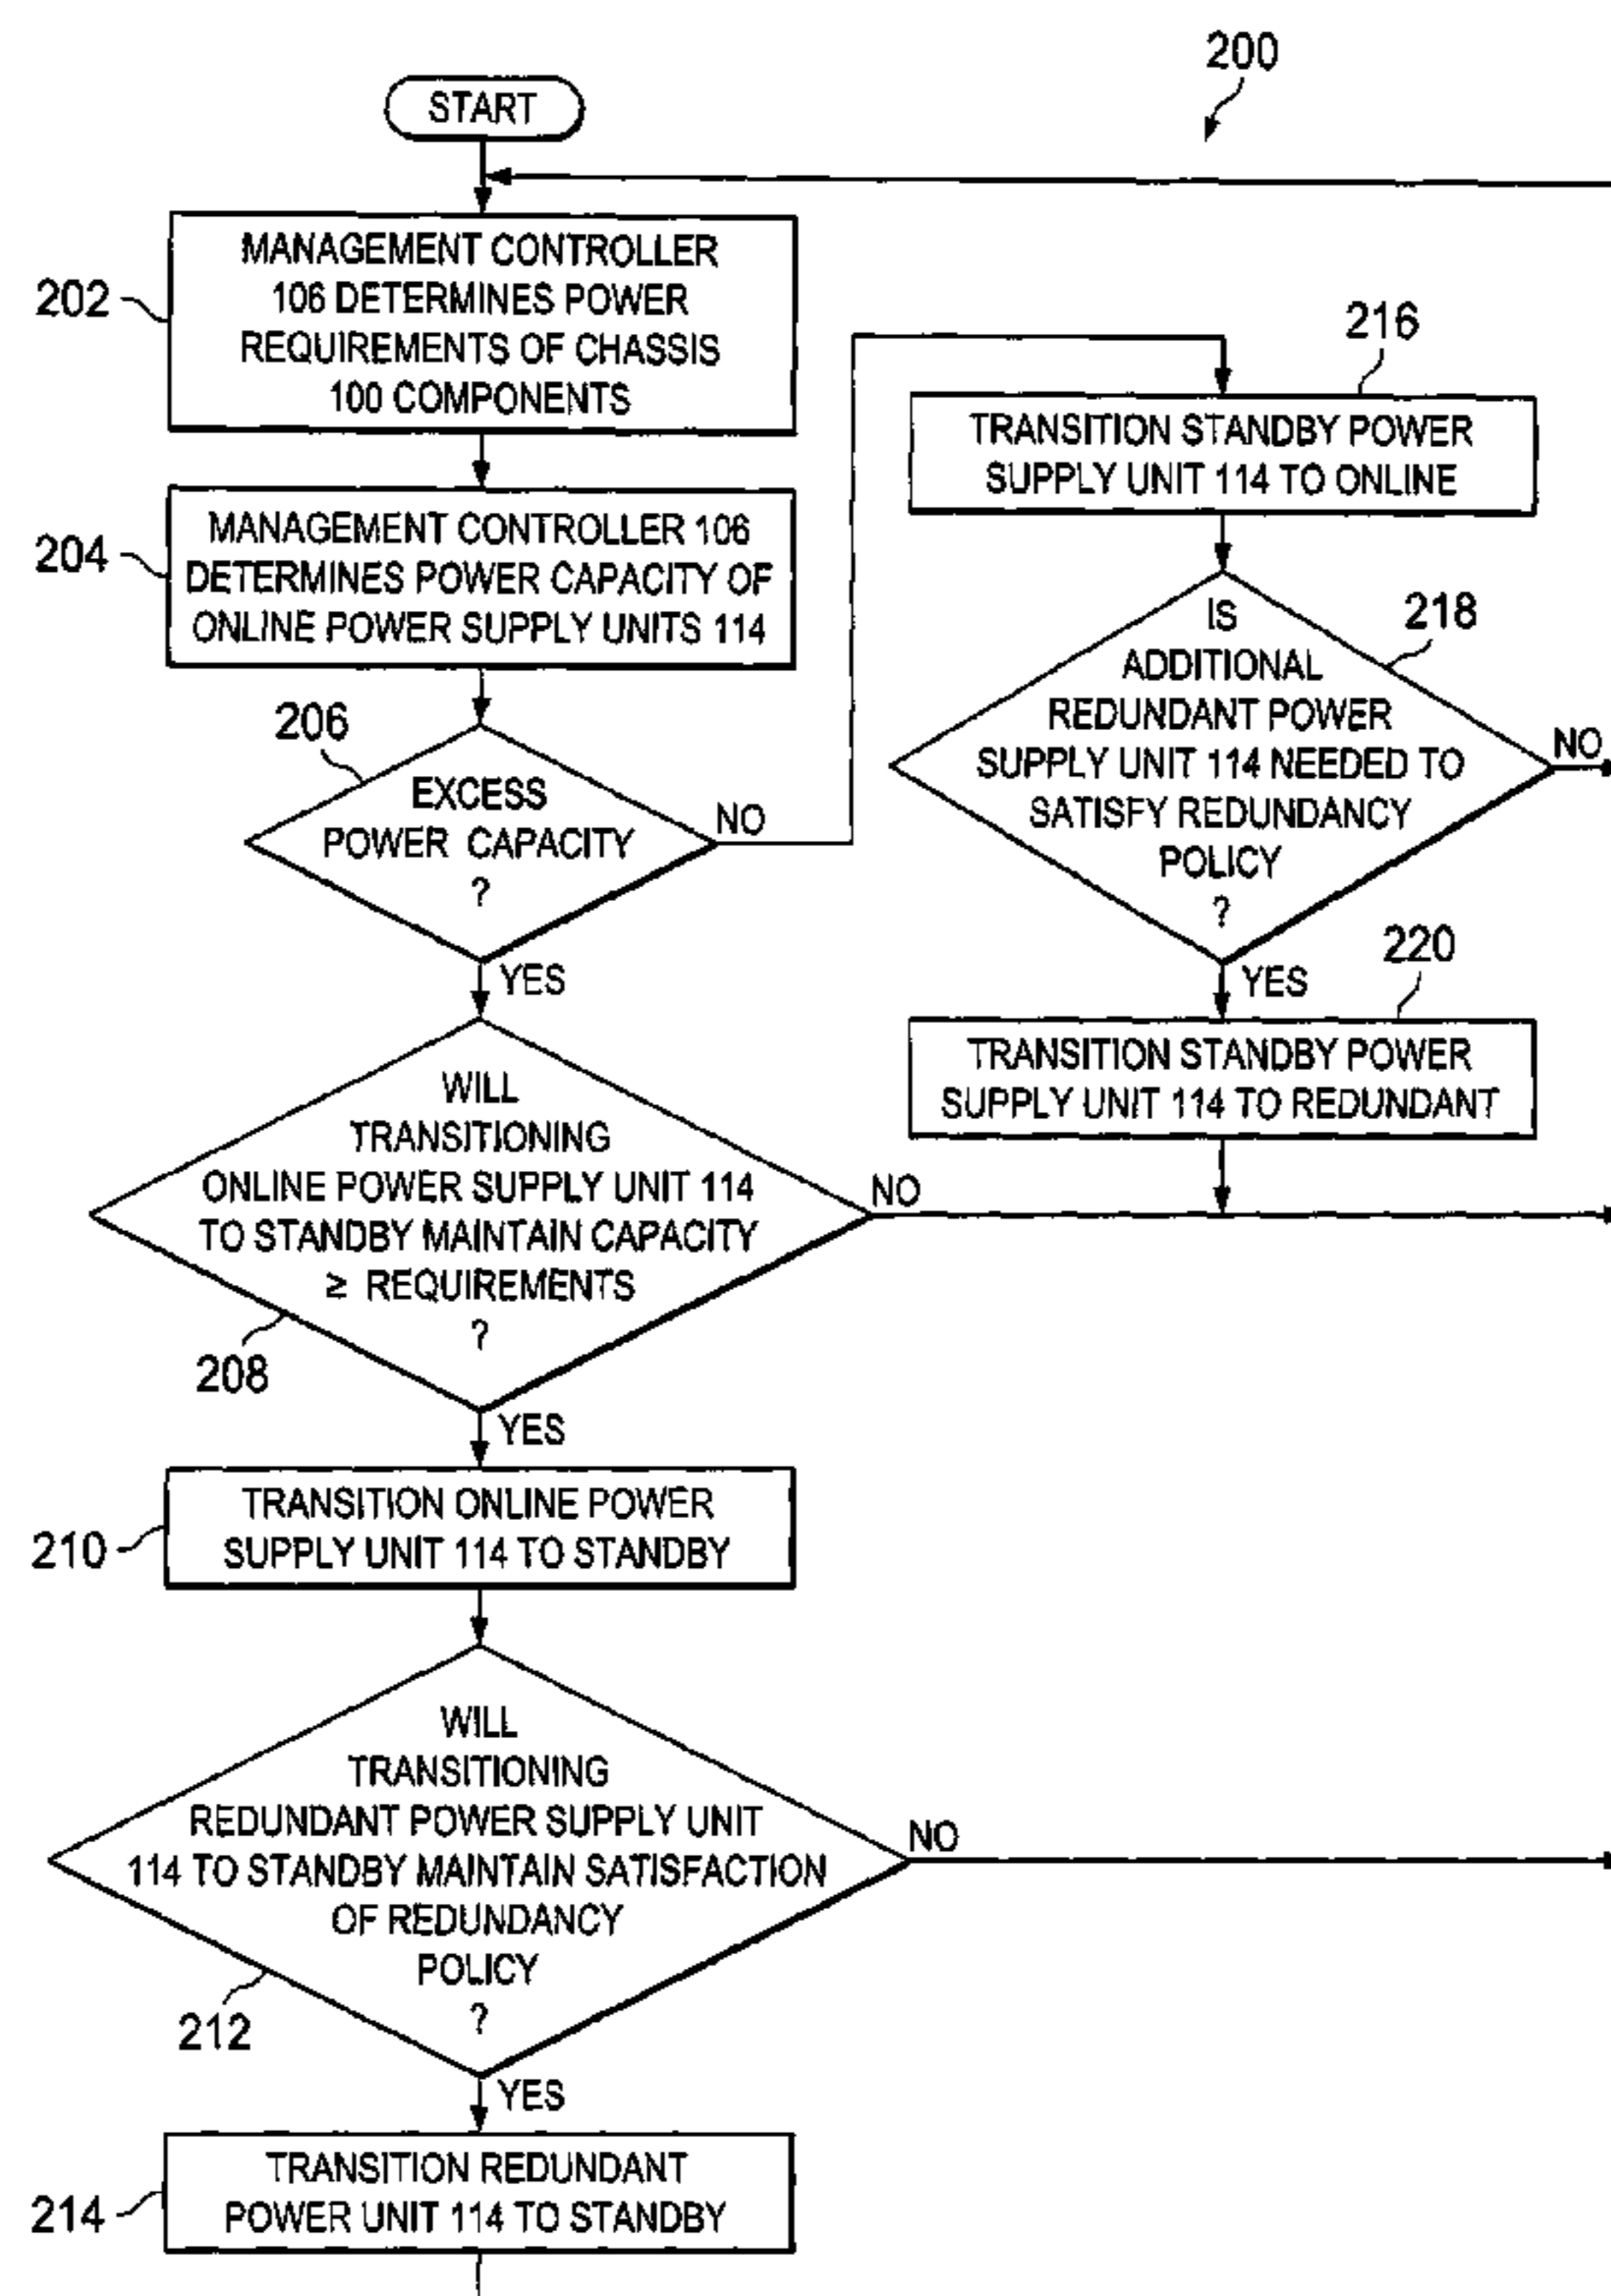 200
START
202
MANAGEMENT CONTROLLER
106 DETERMINES POWER
REQUIREMENTS OF CHASSIS
100 COMPONENTS
204
MANAGEMENT CONTROLLER 106
DETERMINES POWER CAPACITY OF
ONLINE POWER SUPPLY UNITS 114
206
EXCESS
POWER CAPACITY
?
NO
YES
WILL
TRANSITIONING
ONLINE POWER SUPPLY UNIT 114
TO STANDBY MAINTAIN CAPACITY
≥ REQUIREMENTS
?
208
NO
YES
210
TRANSITION ONLINE POWER
SUPPLY UNIT 114 TO STANDBY
WILL
TRANSITIONING
REDUNDANT POWER SUPPLY UNIT
114 TO STANDBY MAINTAIN SATISFACTION
OF REDUNDANCY
POLICY
?
212
NO
YES
214
TRANSITION REDUNDANT
POWER UNIT 114 TO STANDBY
216
TRANSITION STANDBY POWER
SUPPLY UNIT 114 TO ONLINE
218
IS
ADDITIONAL
REDUNDANT POWER
SUPPLY UNIT 114 NEEDED TO
SATISFY REDUNDANCY
POLICY
?
NO
YES
220
TRANSITION STANDBY POWER
SUPPLY UNIT 114 TO REDUNDANT